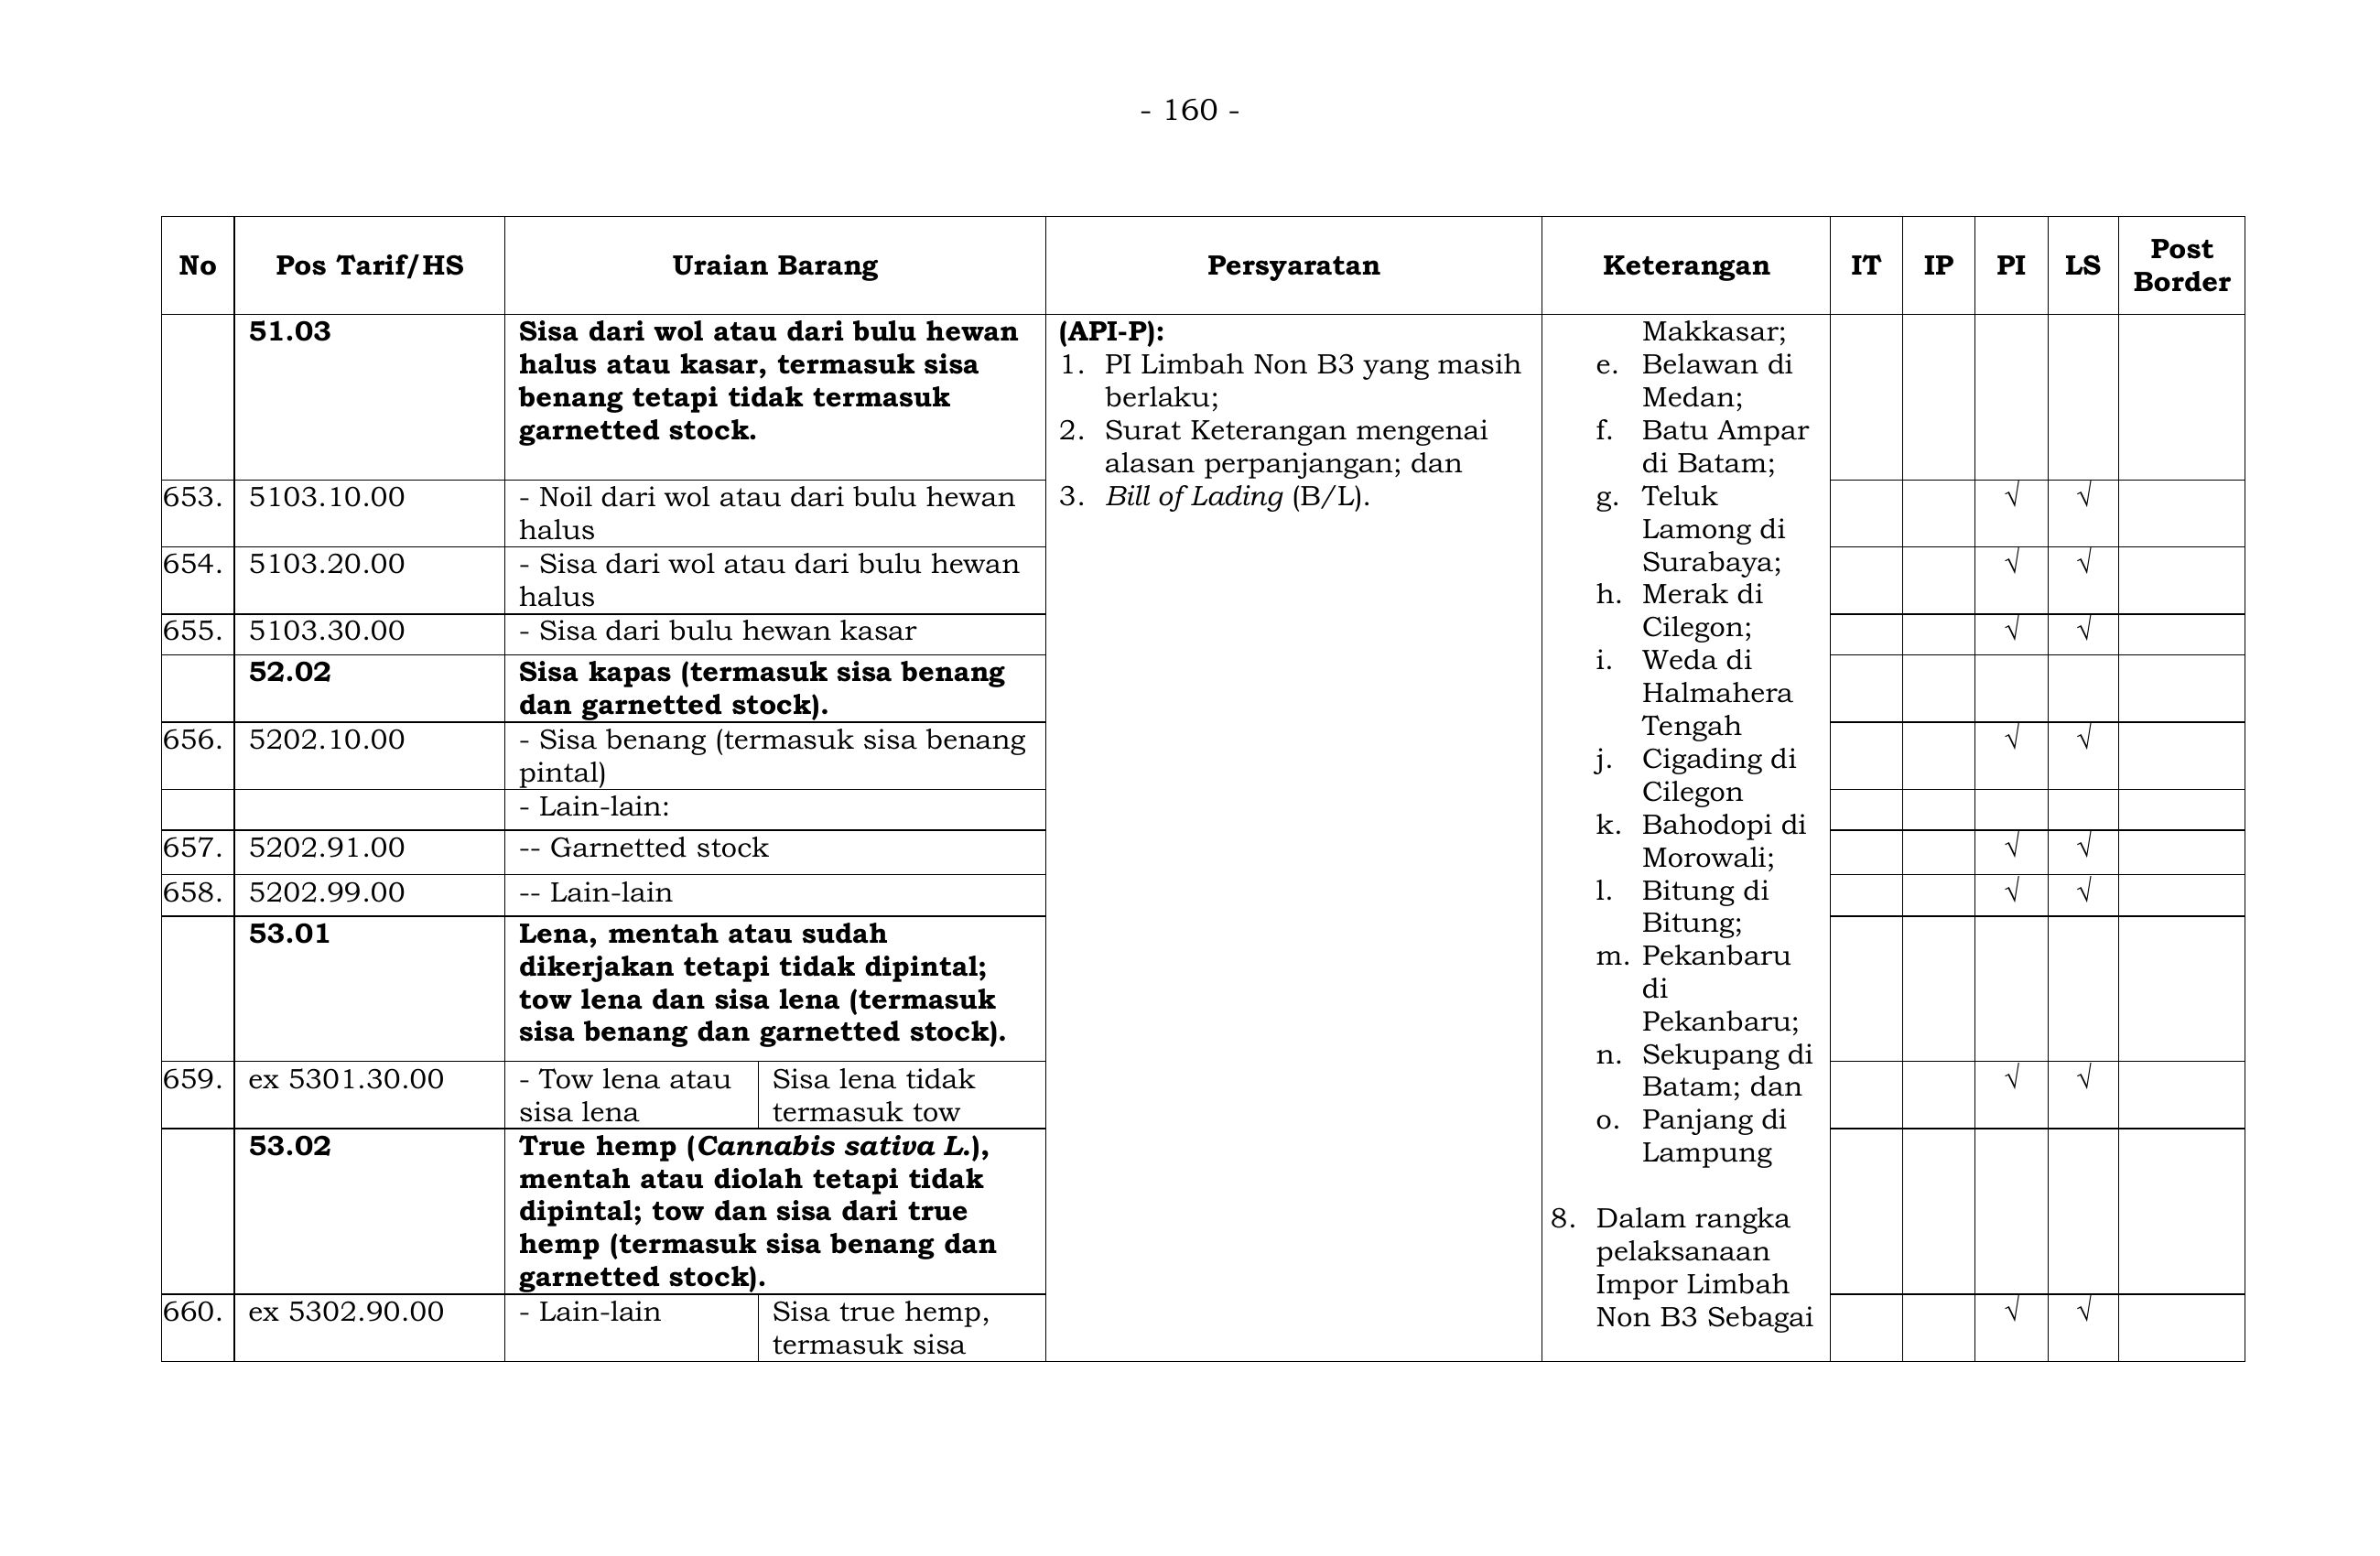 - 160 -
No
Pos Tarif/HS
Uraian Barang
Persyaratan
Keterangan
IT
IP
PI
LS
Post
Border
51.03
Sisa dari wol atau dari bulu hewan
halus atau kasar, termasuk sisa
benang tetapi tidak termasuk
garnetted stock.
653.
5103.10.00
- Noil dari wol atau dari bulu hewan
halus
√
√
654.
5103.20.00
- Sisa dari wol atau dari bulu hewan
halus
√
√
655.
5103.30.00
- Sisa dari bulu hewan kasar
√
√
52.02
Sisa kapas (termasuk sisa benang
dan garnetted stock).
656.
5202.10.00
- Sisa benang (termasuk sisa benang
pintal)
√
√
- Lain-lain:
657.
5202.91.00
-- Garnetted stock
√
√
658.
5202.99.00
-- Lain-lain
√
√
53.01
Lena, mentah atau sudah
dikerjakan tetapi tidak dipintal;
tow lena dan sisa lena (termasuk
sisa benang dan garnetted stock).
659.
ex 5301.30.00
- Tow lena atau
sisa lena
Sisa lena tidak
termasuk tow
√
√
53.02
True hemp (Cannabis sativa L.),
mentah atau diolah tetapi tidak
dipintal; tow dan sisa dari true
hemp (termasuk sisa benang dan
garnetted stock).
660.
ex 5302.90.00
- Lain-lain
Sisa true hemp,
termasuk sisa
√
√
(API-P):
1. PI Limbah Non B3 yang masih
berlaku;
2. Surat Keterangan mengenai
alasan perpanjangan; dan
3. Bill of Lading (B/L).
Makkasar;
e. Belawan di
Medan;
f. Batu Ampar
di Batam;
g. Teluk
Lamong di
Surabaya;
h. Merak di
Cilegon;
i. Weda di
Halmahera
Tengah
j. Cigading di
Cilegon
k. Bahodopi di
Morowali;
l. Bitung di
Bitung;
m. Pekanbaru
di
Pekanbaru;
n. Sekupang di
Batam; dan
o. Panjang di
Lampung
8. Dalam rangka
pelaksanaan
Impor Limbah
Non B3 Sebagai